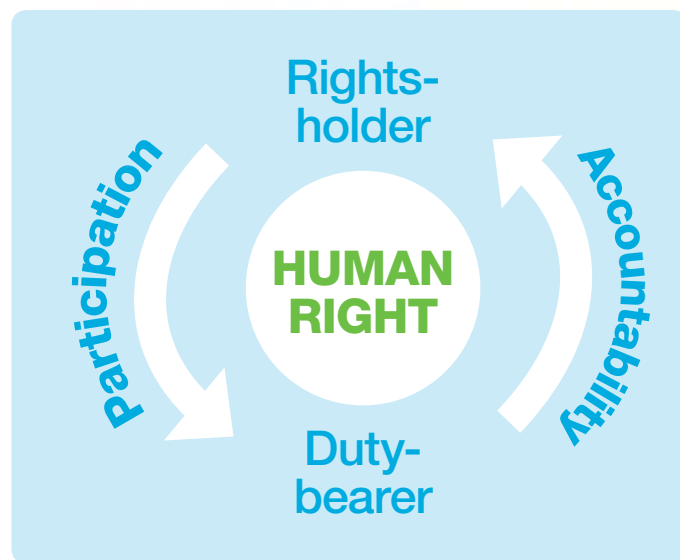 Rights-
holder
Participation
HUMAN
RIGHT
Accountability
Duty-
bearer